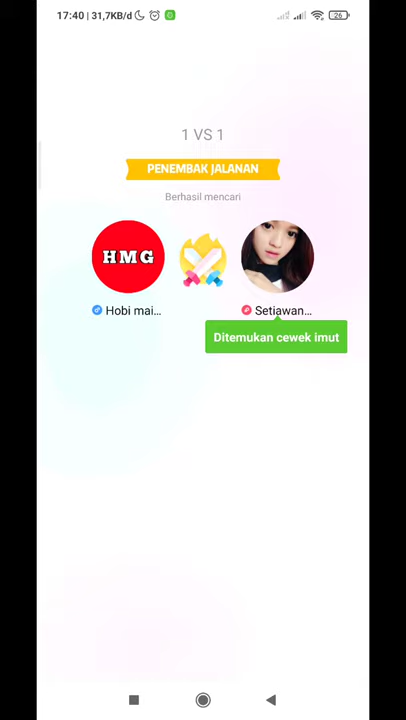 17:40 | 31,7KB/d
26
1 VS 1
PENEMBAK JALANAN
Berhasil mencari
HMG
Hobi mai...
Setiawan...
Ditemukan cewek imut